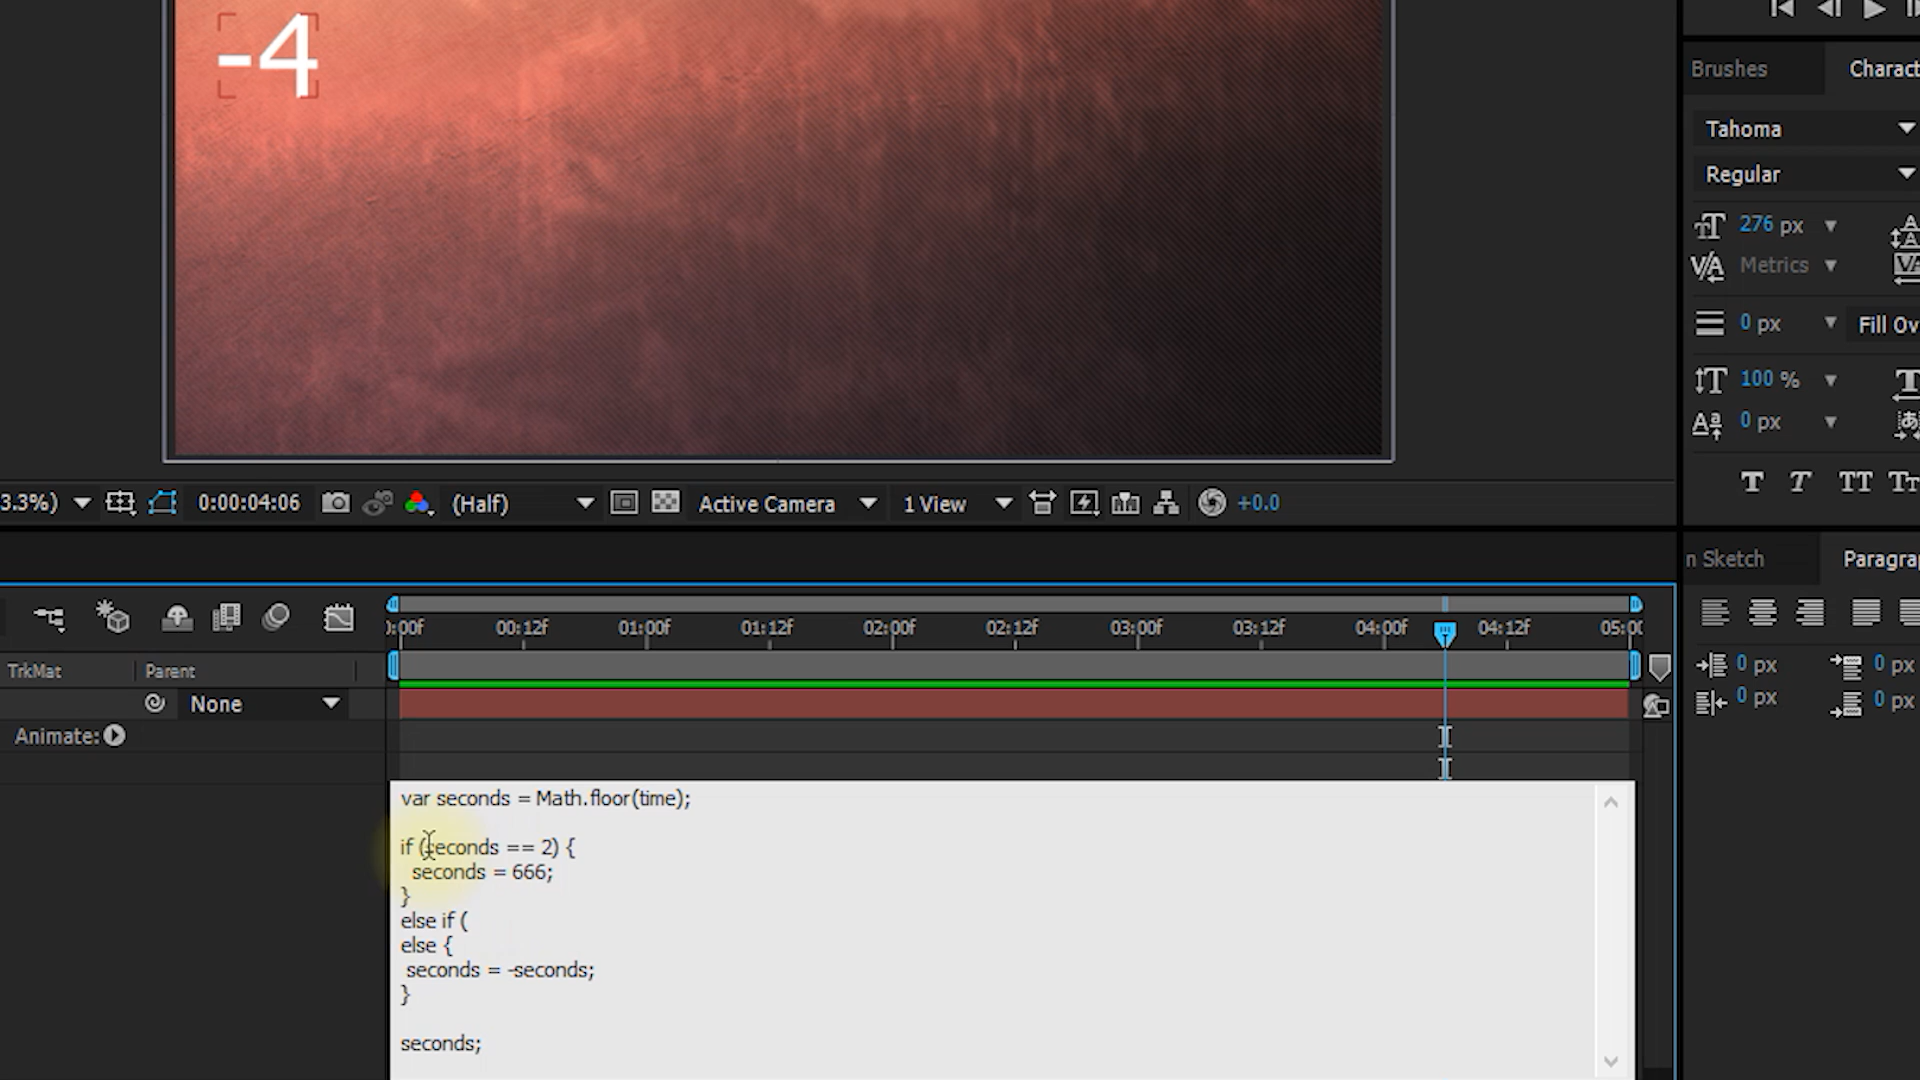 -4
Brushes
Charact
Tahoma
Regular
276 px
Metrics
0 px
Fill Ov
100 %
0 px
T T TT Tт
3.3%)
0:00:04:06
(Half)
Active Camera
1 View
+0.0
n Sketch
Paragra
0 px
0 px
0 px
0 px
):00f 00:12f 01:00f 01:12f 02:00f 02:12f 03:00f 03:12f 04:00f 04:12f 05:0(
TrkMat
Parent
None
Animate:
var seconds = Math.floor(time);
if (seconds == 2) {
seconds = 666;
}
else if (
else {
seconds = -seconds;
}
seconds;